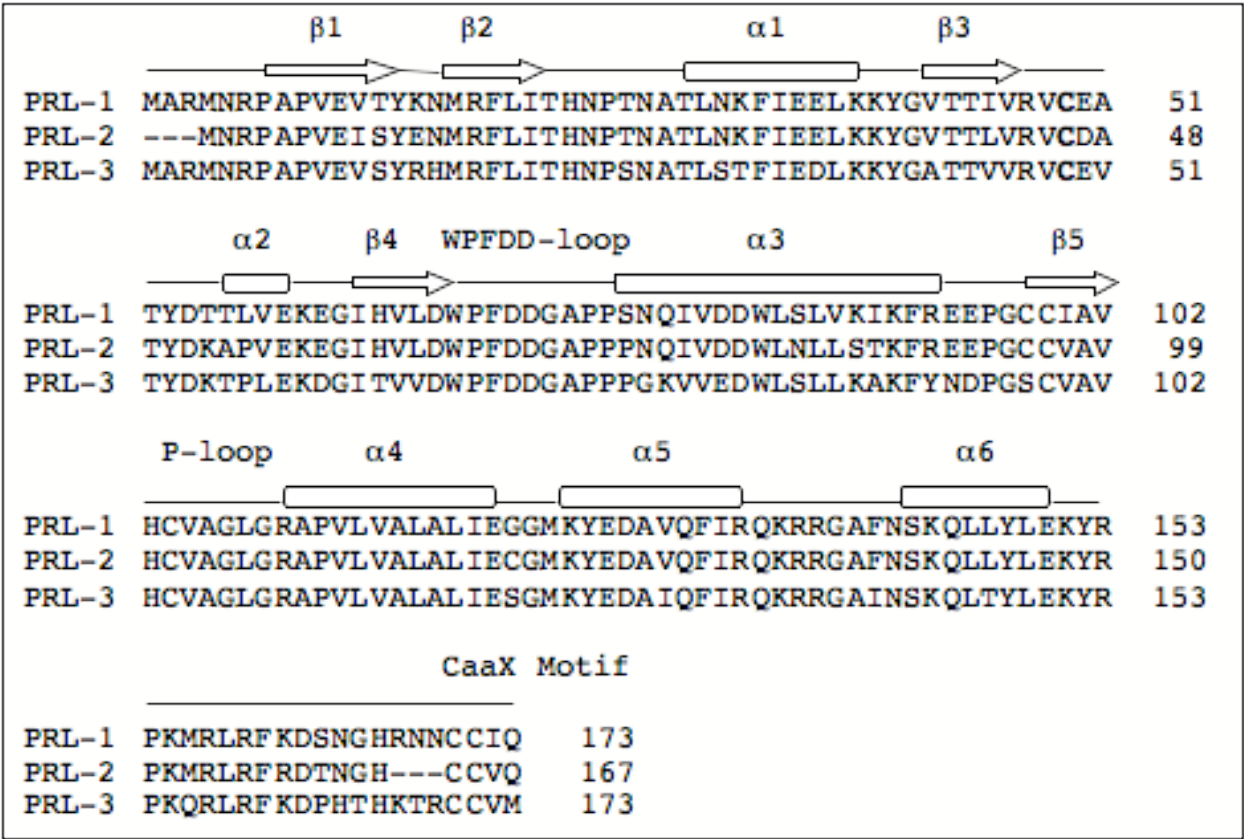 β1 β2 α1 β3
PRL-1 MARMNRPAPVEVTYKNMRFLITHNPTNATLNKFIEELKKYGVTTIVRVCEA 51
PRL-2 ---MNRPAPVEISYENMRFLITHNPTNATLNKFIEELKKYGVTTLVRVCDA 48
PRL-3 MARMNRPAPVEVSYRHMRFLITHNPSNATLSTFIEDLKKYGATTVVRVCEV 51
α2 β4 WPFDD-loop α3 β5
PRL-1 TYDTTLVEKEGIHVLDWPFDDGAPPSNQIVDDWLSLVKIKFREEPGCCIAV 102
PRL-2 TYDKAPVEKEGIHVLDWPFDDGAPPPNQIVDDWLNLLSTKFREEPGCCVAV 99
PRL-3 TYDKTPLEKDGITVVDWPFDDGAPPPGKVVEDWLSLLKAKFYNDPGSCVAV 102
P-loop α4 α5 α6
PRL-1 HCVAGLGRAPVLVALALIEGGMKYEDAVQFIRQKRRGAFNSKQLLYLEKYR 153
PRL-2 HCVAGLGRAPVLVALALIECGMKYEDAVQFIRQKRRGAFNSKQLLYLEKYR 150
PRL-3 HCVAGLGRAPVLVALALIESGMKYEDAIQFIRQKRRGAINSKQLTYLEKYR 153
CaaX Motif
PRL-1 PKMRLRFKDSNGHRNNCCIQ 173
PRL-2 PKMRLRFRDTNGH---CCVQ 167
PRL-3 PKQRLRFKDPHTHKTRCCVM 173